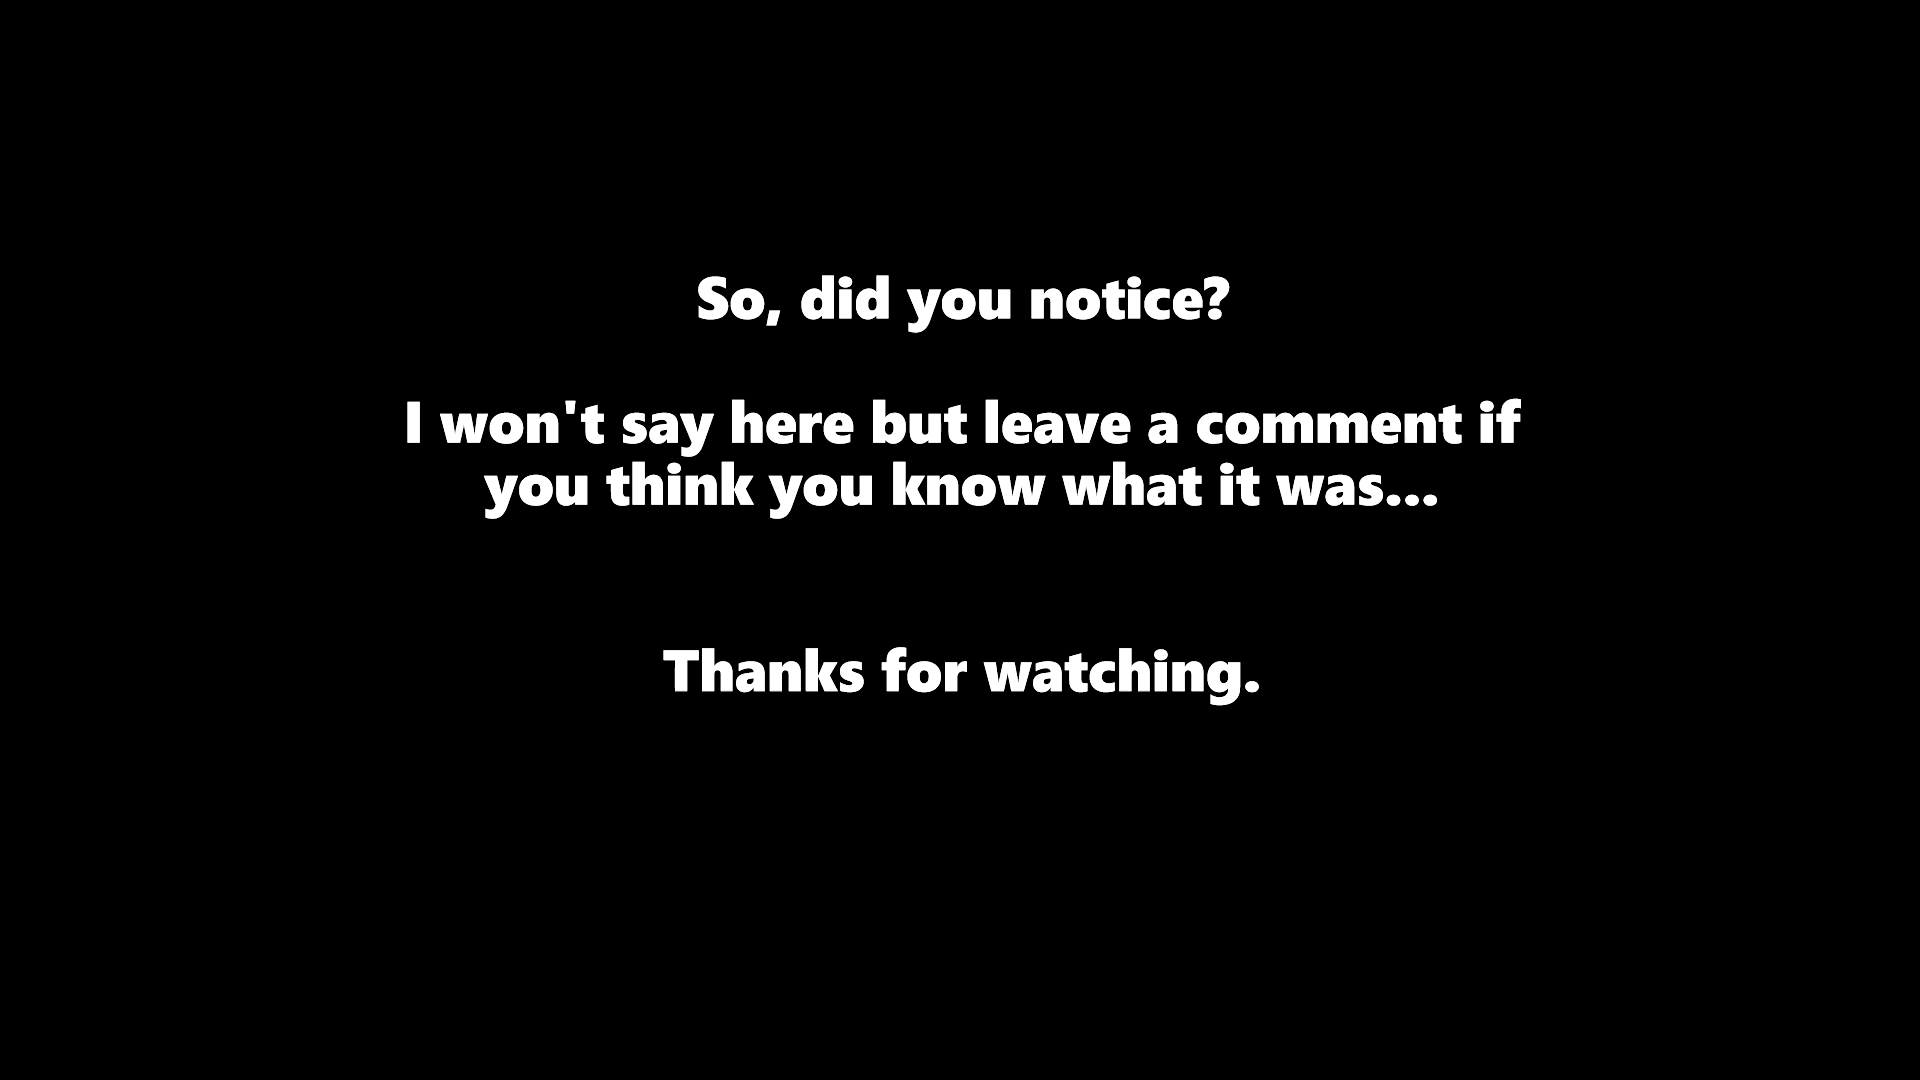 So, did you notice?
I won't say here but leave a comment if
you think you know what it was...
Thanks for watching.